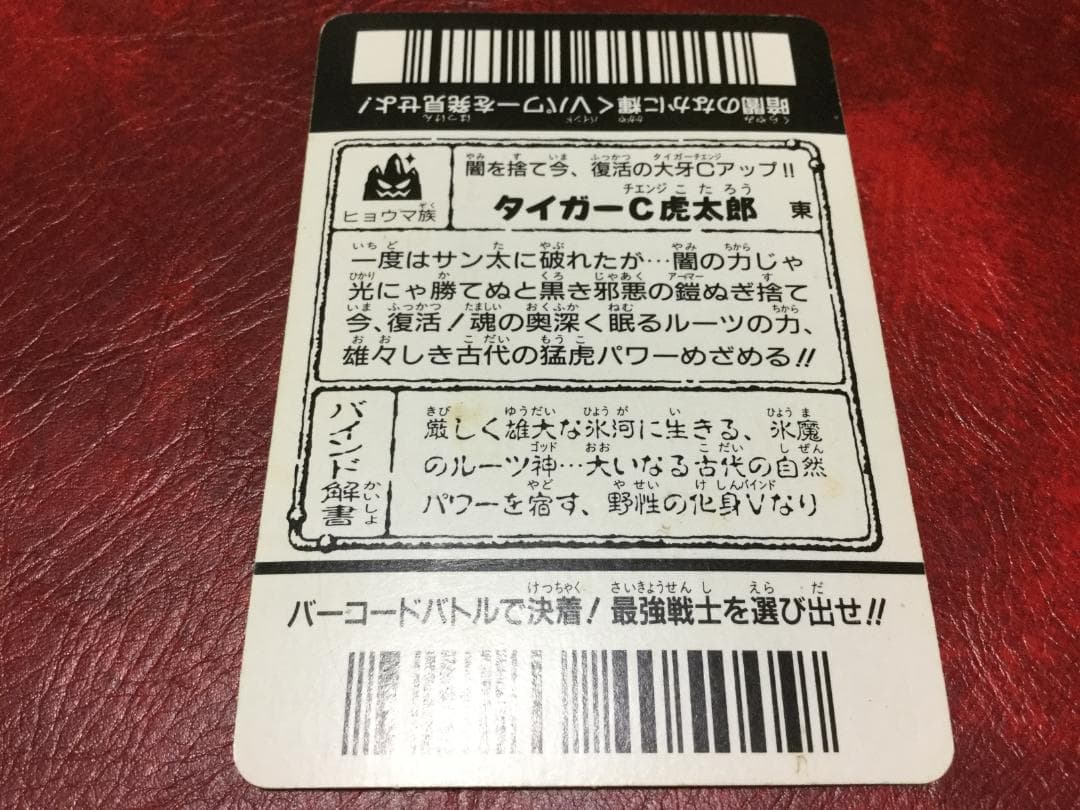 暗闇のなかに輝くVパワーを発見せよ!
闇を捨て今、復活の大牙Cアップ!!
ヒョウマ族
タイガーC虎太郎 東
一度はサン太に破れたが…闇の力じゃ
光にゃ勝てぬと黒き邪悪の鎧ぬぎ捨て
今、復活!魂の奥深く眠るルーツの力、
雄々しき古代の猛虎パワーめざめる!!
バインド解書
厳しく雄大な氷河に生きる、氷魔
のルーツ神…大いなる古代の自然
パワーを宿す、野性の化身Vなり
バーコードバトルで決着!最強戦士を選び出せ!!